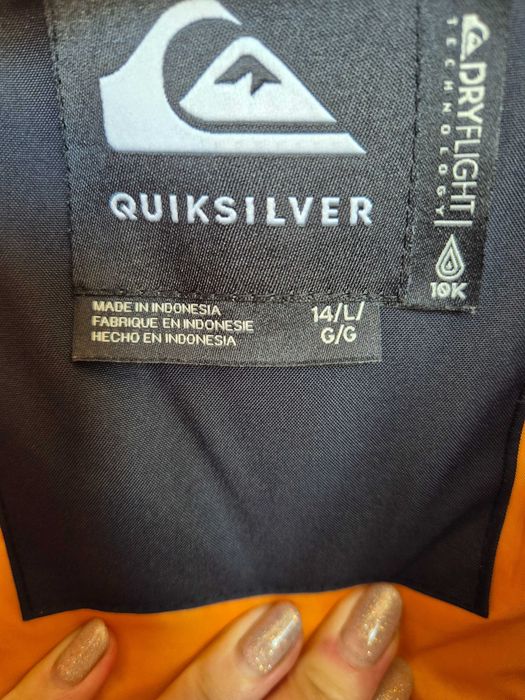 QUIKSILVER
MADE IN INDONESIA
FABRIQUE EN INDONESIE
HECHO EN INDONESIA
14/L/
G/G
DRYFLIGHT
TECHNOLOGY
10K